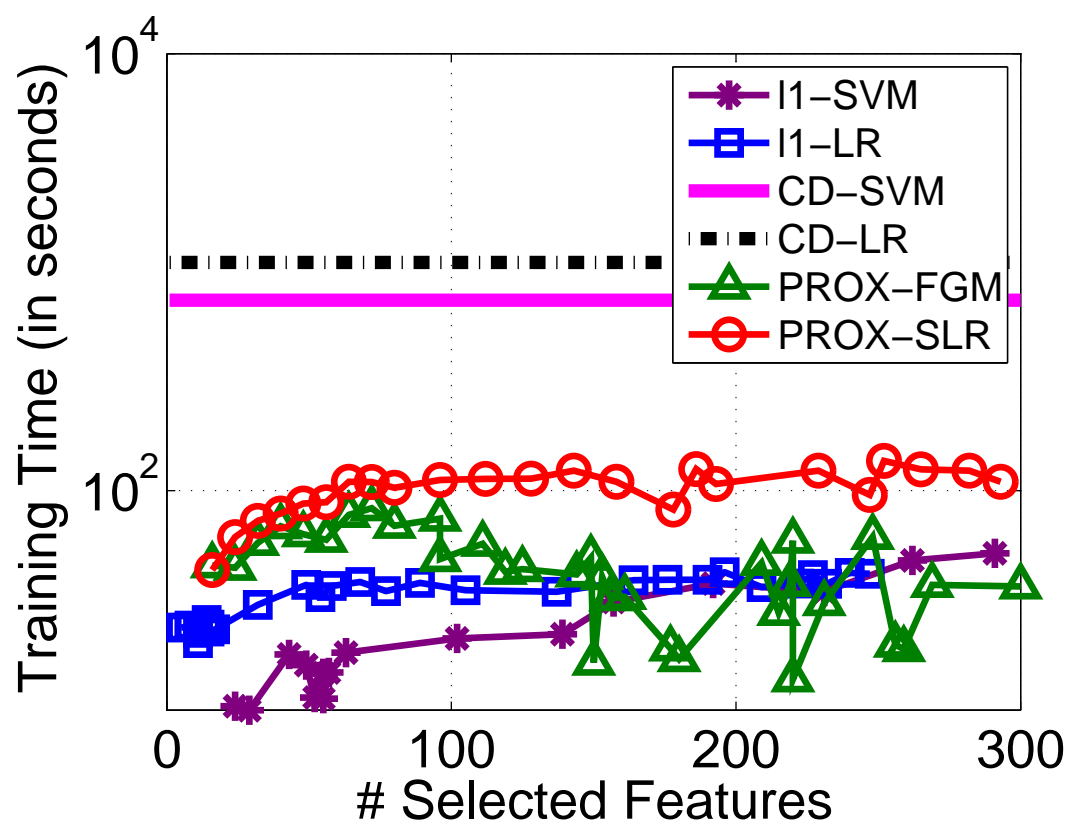 Training Time (in seconds)
10^4
10^2
l1-SVM
l1-LR
CD-SVM
CD-LR
PROX-FGM
PROX-SLR
0 100 200 300
# Selected Features